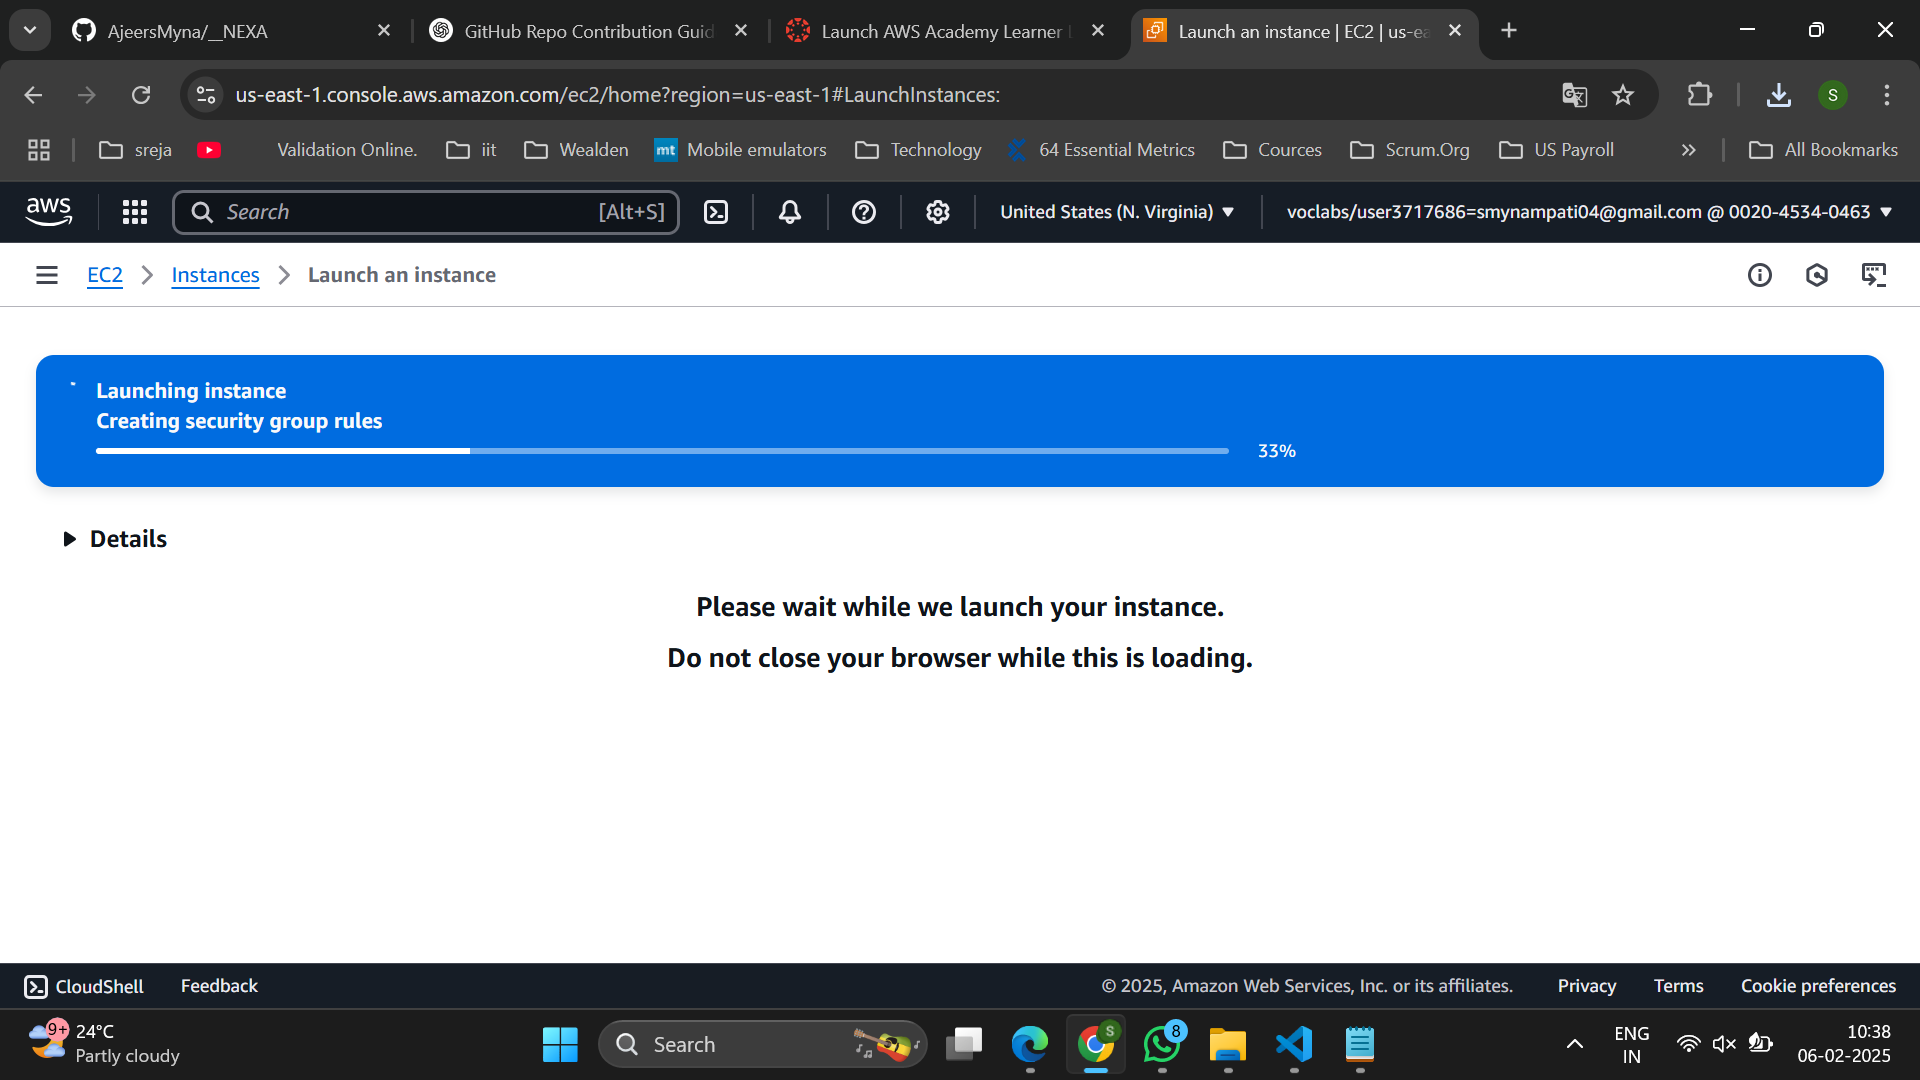 AjeersMyna/__NEXA
GitHub Repo Contribution Guid
Launch AWS Academy Learner
Launch an instance | EC2 | us-ea
us-east-1.console.aws.amazon.com/ec2/home?region=us-east-1#LaunchInstances:
S
sreja
Validation Online.
iit
Wealden
mt
Mobile emulators
Technology
64 Essential Metrics
Cources
Scrum.Org
US Payroll
All Bookmarks
aws
Search
[Alt+S]
United States (N. Virginia)
voclabs/user3717686=smynampati04@gmail.com @ 0020-4534-0463
EC2
Instances
Launch an instance
Launching instance
Creating security group rules
33%
Details
Please wait while we launch your instance.
Do not close your browser while this is loading.
CloudShell
Feedback
© 2025, Amazon Web Services, Inc. or its affiliates.
Privacy
Terms
Cookie preferences
9+
24°C
Partly cloudy
Search
S
8
ENG
IN
10:38
06-02-2025